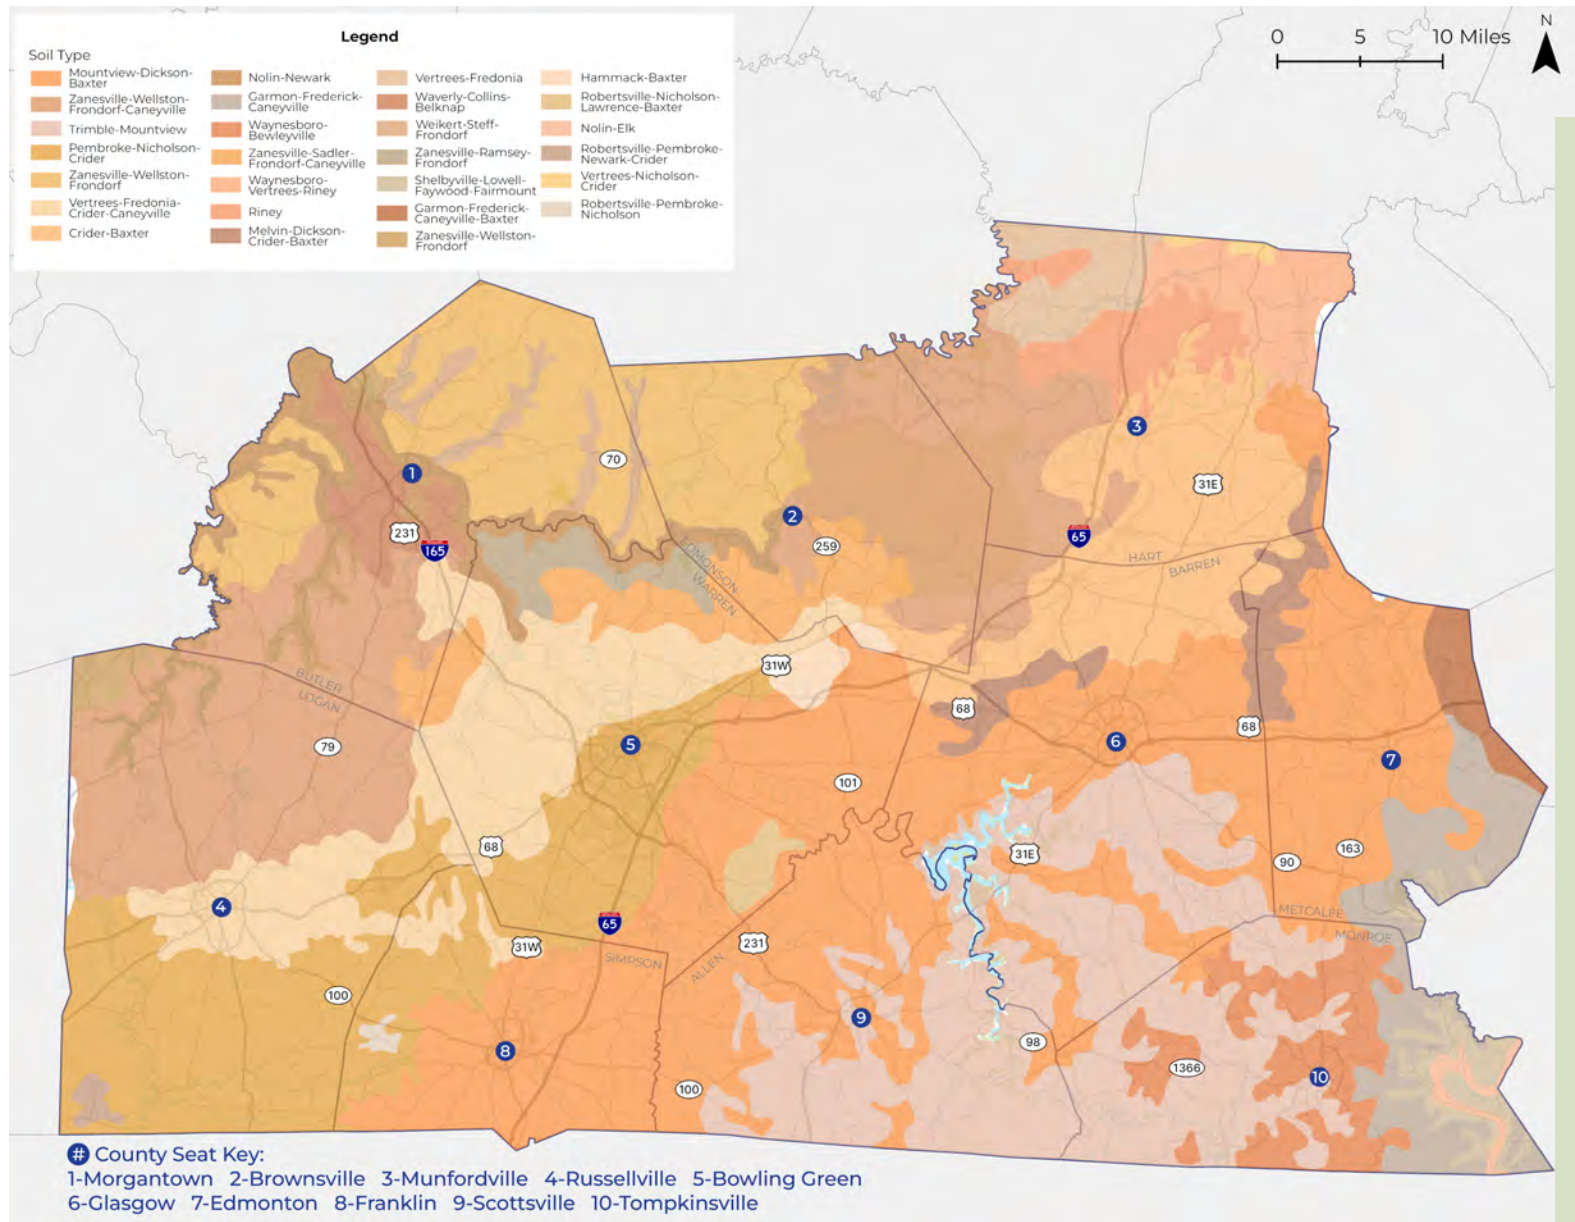 Legend
Soil Type
Mountview-Dickson-
Baxter
Zanesville-Wellston-
Frondorf-Caneyville
Trimble-Mountview
Pembroke-Nicholson-
Crider
Zanesville-Wellston-
Frondorf
Vertrees-Fredonia-
Crider-Caneyville
Crider-Baxter
Nolin-Newark
Garmon-Frederick-
Caneyville
Waynesboro-
Bewleyville
Zanesville-Sadler-
Frondorf-Caneyville
Waynesboro-
Vertrees-Riney
Riney
Melvin-Dickson-
Crider-Baxter
Vertrees-Fredonia
Waverly-Collins-
Belknap
Weikert-Steff-
Frondorf
Zanesville-Ramsey-
Frondorf
Shelbyville-Lowell-
Faywood-Fairmount
Garmon-Frederick-
Caneyville-Baxter
Zanesville-Wellston-
Frondorf
Hammack-Baxter
Robertsville-Nicholson-
Lawrence-Baxter
Nolin-Elk
Robertsville-Pembroke-
Newark-Crider
Vertrees-Nicholson-
Crider
Robertsville-Pembroke-
Nicholson
0 5 10 Miles
N
3
70
1
31E
2
231
165
259
65
EDMONSON
WARREN
HART
BARREN
31W
BUTLER
LOGAN
68
68
79
5
6
7
101
68
31E
90
163
4
METCALFE
MONROE
65
31W
231
SIMPSON
ALLEN
100
9
98
8
1366
10
100
# County Seat Key:
1-Morgantown 2-Brownsville 3-Munfordville 4-Russellville 5-Bowling Green
6-Glasgow 7-Edmonton 8-Franklin 9-Scottsville 10-Tompkinsville